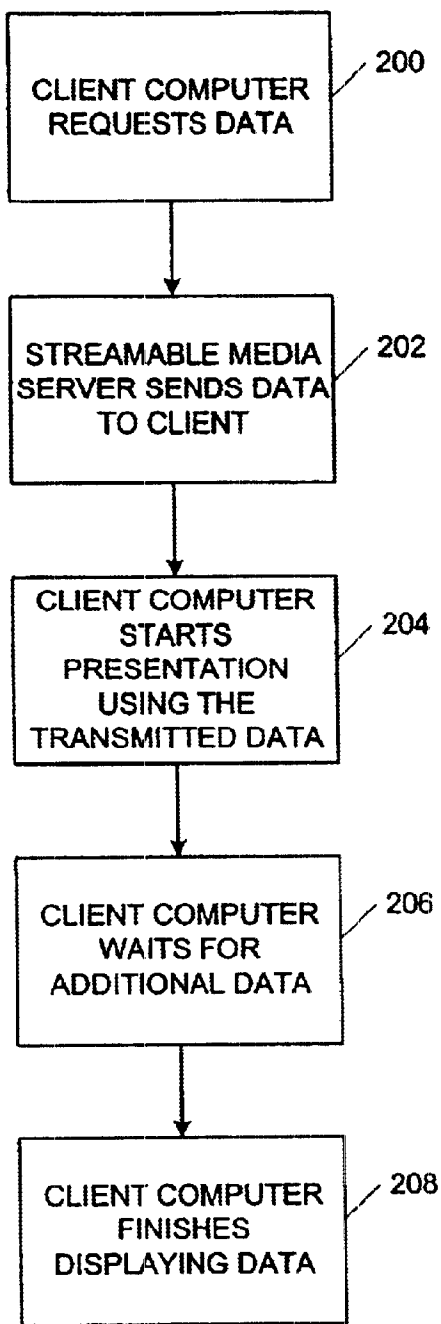 CLIENT COMPUTER
REQUESTS DATA
200
STREAMABLE MEDIA
SERVER SENDS DATA
TO CLIENT
202
CLIENT COMPUTER
STARTS
PRESENTATION
USING THE
TRANSMITTED DATA
204
CLIENT COMPUTER
WAITS FOR
ADDITIONAL DATA
206
CLIENT COMPUTER
FINISHES
DISPLAYING DATA
208